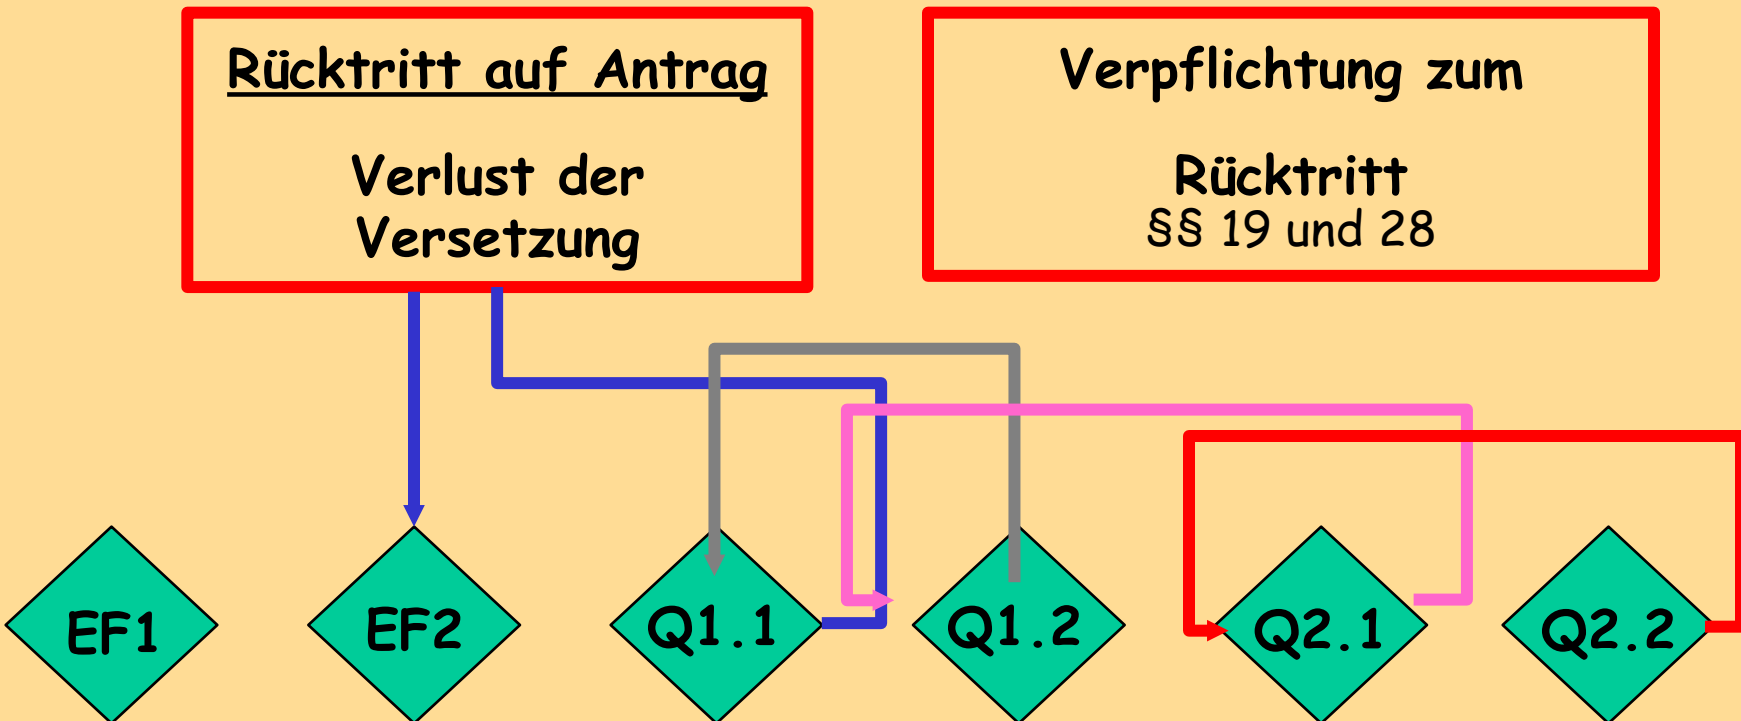 Rücktritt auf Antrag
Verlust der
Versetzung
Verpflichtung zum
Rücktritt
§§ 19 und 28
EF1
EF2
Q1.1
Q1.2
Q2.1
Q2.2